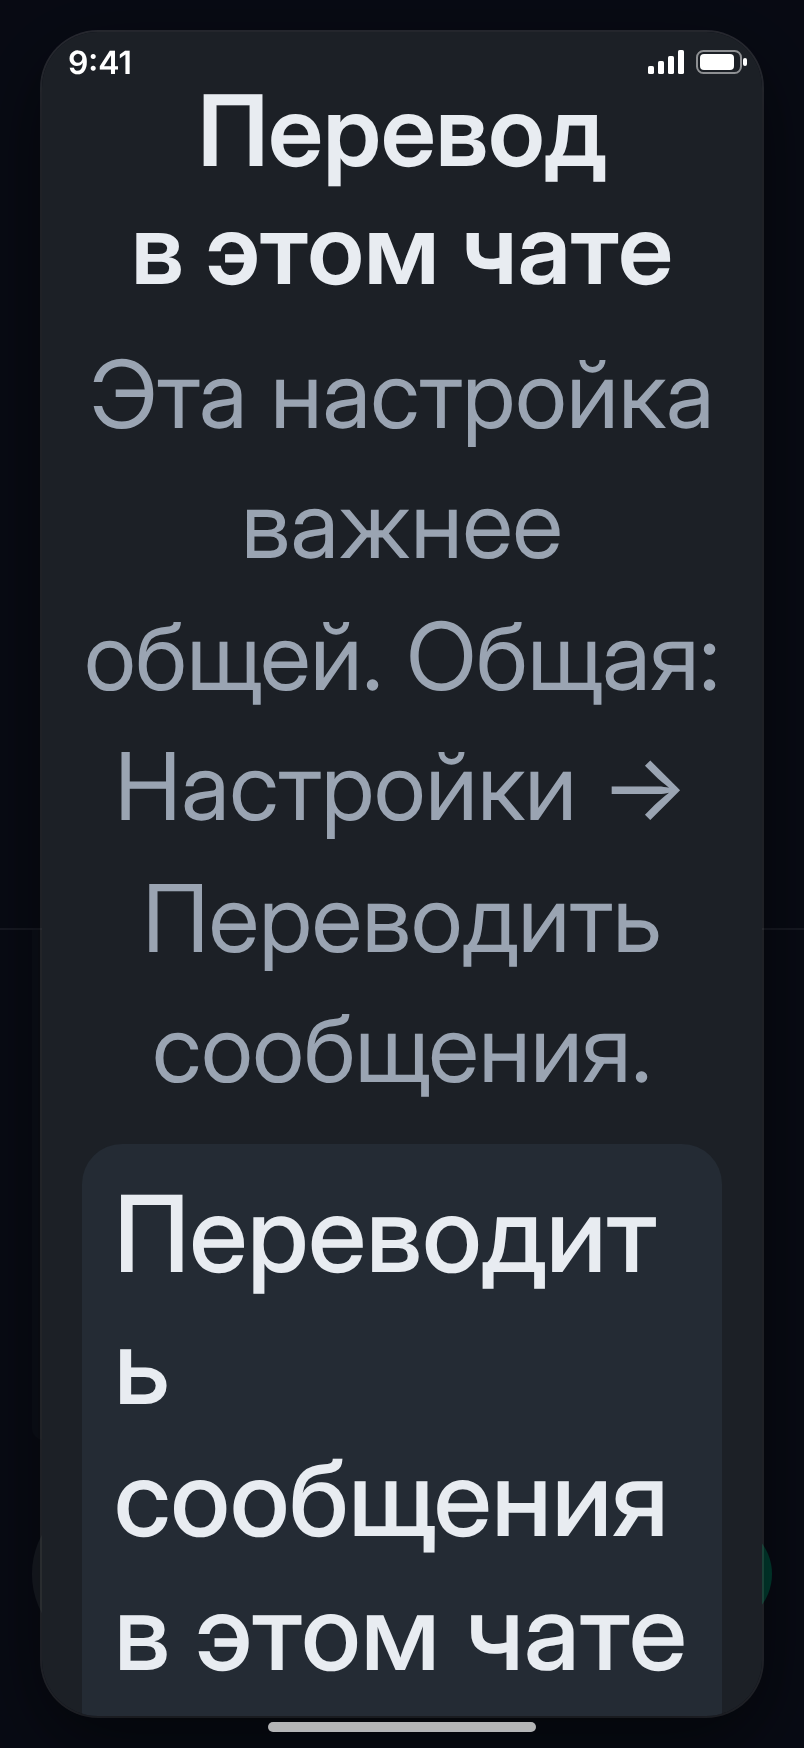 9:41
Перевод
в этом чате
Эта настройка
важнее
общей. Общая:
Настройки →
Переводить
сообщения.
Переводит
ь
сообщения
в этом чате